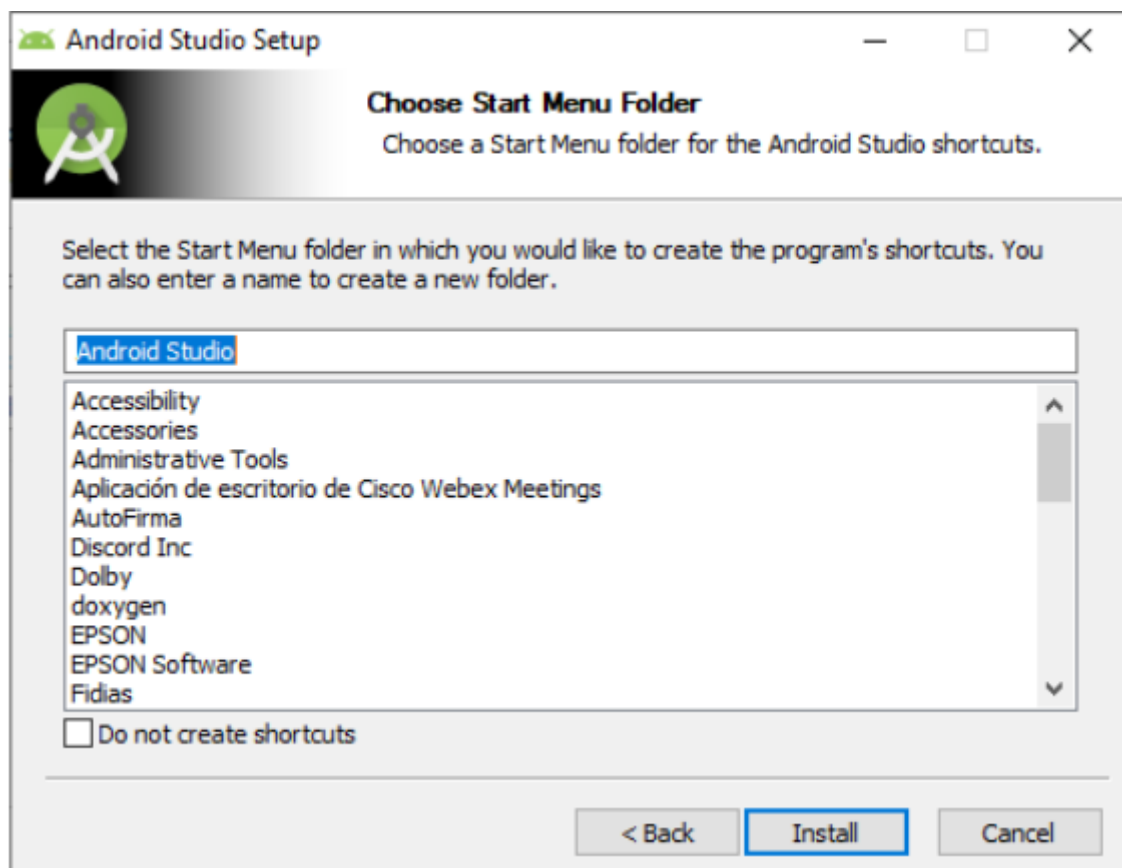 Android Studio Setup
Choose Start Menu Folder
Choose a Start Menu folder for the Android Studio shortcuts.
Select the Start Menu folder in which you would like to create the program's shortcuts. You
can also enter a name to create a new folder.
Android Studio
Accessibility
Accessories
Administrative Tools
Aplicación de escritorio de Cisco Webex Meetings
AutoFirma
Discord Inc
Dolby
doxygen
EPSON
EPSON Software
Fidias
Do not create shortcuts
< Back
Install
Cancel